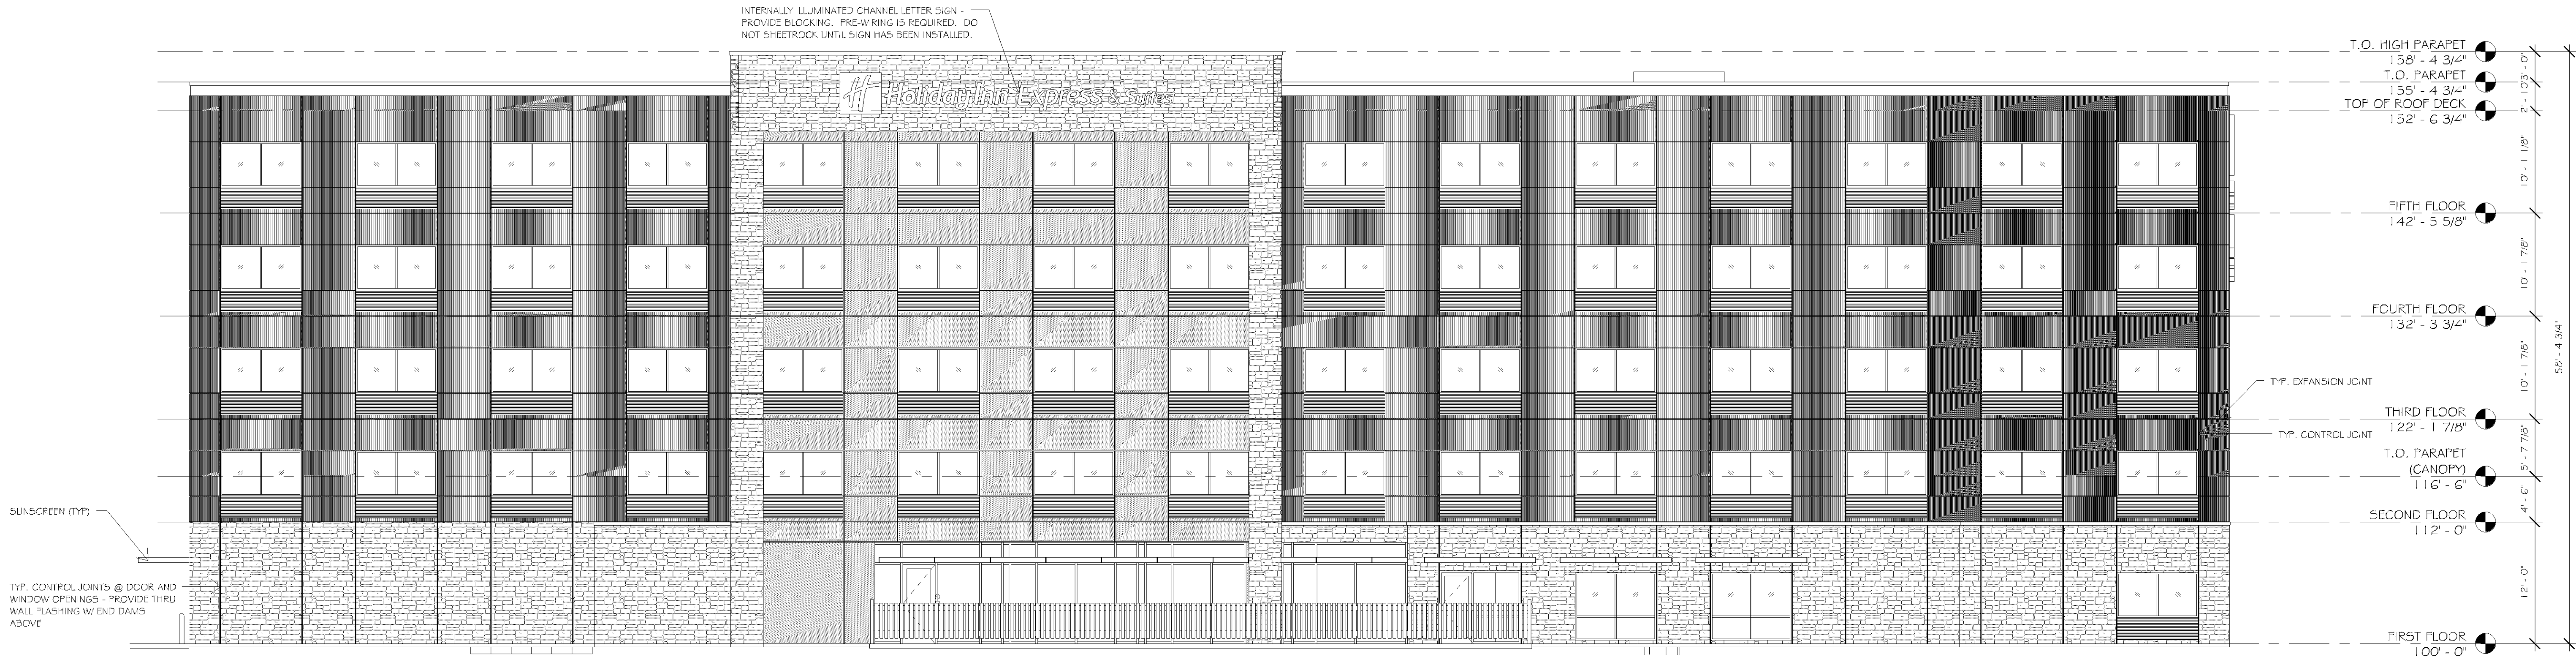 INTERNALLY ILLUMINATED CHANNEL LETTER SIGN -
PROVIDE BLOCKING. PRE-WIRING IS REQUIRED. DO
NOT SHEETROCK UNTIL SIGN HAS BEEN INSTALLED.
H Holiday Inn Express & Suites
T.O. HIGH PARAPET
158' - 4 3/4"
3' - 0"
T.O. PARAPET
155' - 4 3/4"
2' - 10"
TOP OF ROOF DECK
152' - 6 3/4"
10' - 1 1/8"
FIFTH FLOOR
142' - 5 5/8"
10' - 1 7/8"
FOURTH FLOOR
132' - 3 3/4"
58' - 4 3/4"
10' - 1 7/8"
TYP. EXPANSION JOINT
THIRD FLOOR
122' - 1 7/8"
TYP. CONTROL JOINT
5' - 7 7/8"
T.O. PARAPET
(CANOPY)
116' - 6"
4' - 6"
SECOND FLOOR
112' - 0"
12' - 0"
FIRST FLOOR
100' - 0"
SUNSCREEN (TYP)
TYP. CONTROL JOINTS @ DOOR AND
WINDOW OPENINGS - PROVIDE THRU
WALL FLASHING W/ END DAMS
ABOVE